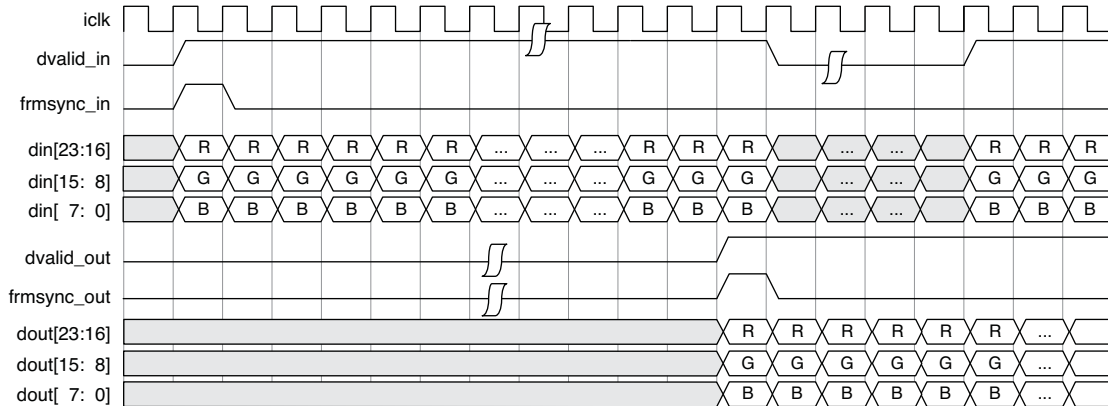 iclk
dvalid_in
frmsync_in
din[23:16] R R R R R R ... ... ... R R R ... ... R R R
din[15: 8] G G G G G G ... ... ... G G G ... ... G G G
din[ 7: 0] B B B B B B ... ... ... B B B ... ... B B B
dvalid_out
frmsync_out
dout[23:16] R R R R R R ...
dout[15: 8] G G G G G G ...
dout[ 7: 0] B B B B B B ...